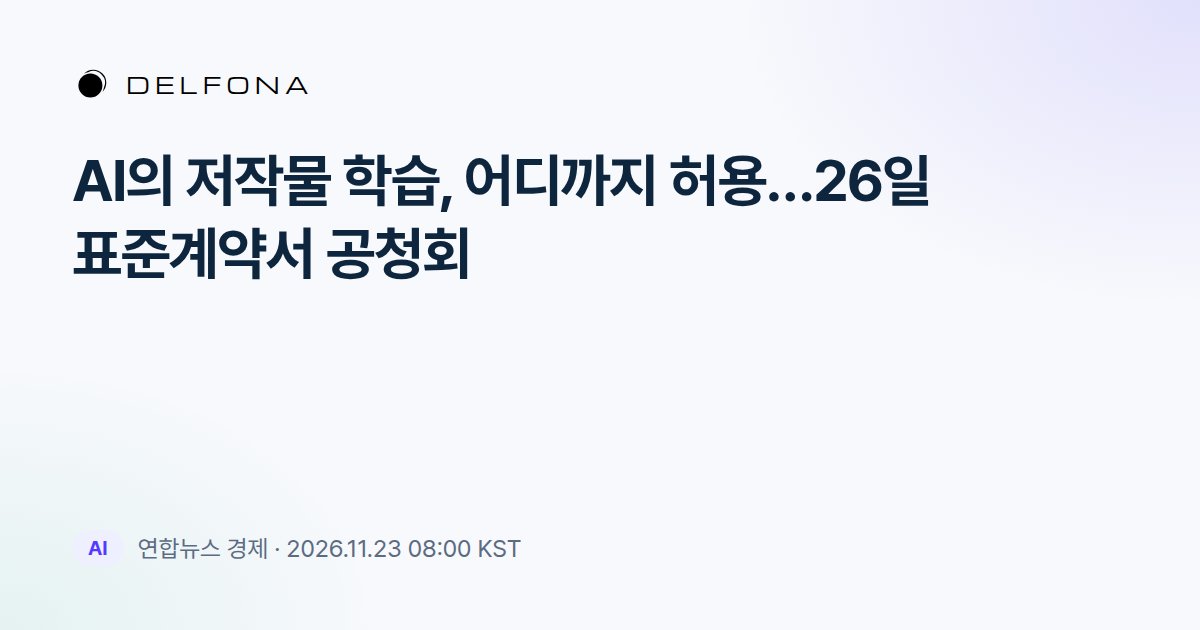 DELFONA
AI의 저작물 학습, 어디까지 허용…26일
표준계약서 공청회
AI 연합뉴스 경제 · 2026.11.23 08:00 KST